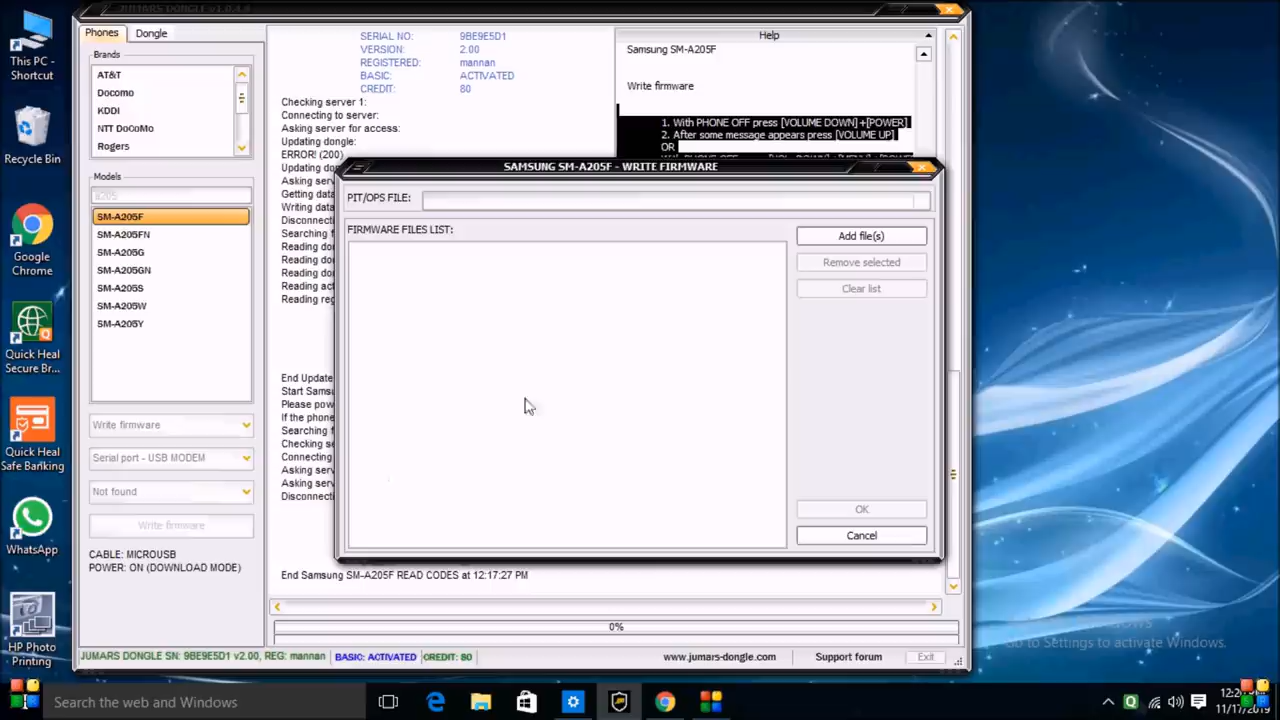 This PC -
Shortcut
Recycle Bin
Google
Chrome
Quick Heal
Secure Br...
Quick Heal
Safe Banking
WhatsApp
HP Photo
Printing
JUMARS DONGLE v1.0.4.4
Phones
Dongle
Brands
AT&T
Docomo
KDDI
NTT DoCoMo
Rogers
Models
a205
SM-A205F
SM-A205FN
SM-A205G
SM-A205GN
SM-A205S
SM-A205W
SM-A205Y
Write firmware
Serial port - USB MODEM
Not found
Write firmware
CABLE: MICROUSB
POWER: ON (DOWNLOAD MODE)
SERIAL NO: 9BE9E5D1
VERSION: 2.00
REGISTERED: mannan
BASIC: ACTIVATED
CREDIT: 80
Checking server 1:
Connecting to server:
Asking server for access:
Updating dongle:
ERROR! (200)
Updating do
Asking serv
Getting data
Writing data
Disconnecti
Searching f
Reading do
Reading do
Reading do
Reading act
Reading reg
End Update
Start Samsu
Please pow
If the phone
Searching f
Checking se
Connecting
Asking serv
Disconnecti
End Samsung SM-A205F READ CODES at 12:17:27 PM
0%
Help
Samsung SM-A205F
Write firmware
1. With PHONE OFF press [VOLUME DOWN]+[POWER]
2. After some message appears press [VOLUME UP]
OR
SAMSUNG SM-A205F - WRITE FIRMWARE
PIT/OPS FILE:
FIRMWARE FILES LIST:
Add file(s)
Remove selected
Clear list
OK
Cancel
JUMARS DONGLE SN: 9BE9E5D1 v2.00, REG: mannan
BASIC: ACTIVATED
CREDIT: 80
www.jumars-dongle.com
Support forum
Exit
Go to Settings to activate Windows.
Search the web and Windows
11/17/2019